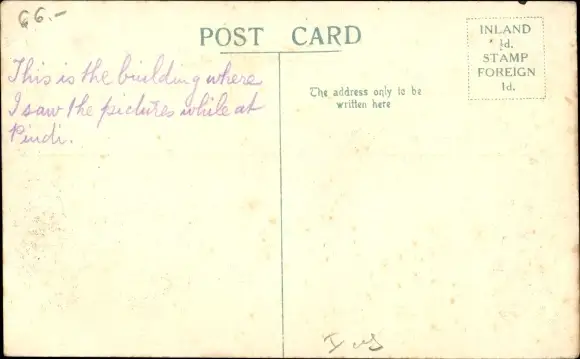 66.-
POST CARD
This is the building where
I saw the pictures while at
Pindi.
The address only to be
written here
INLAND
½d.
STAMP
FOREIGN
1d.